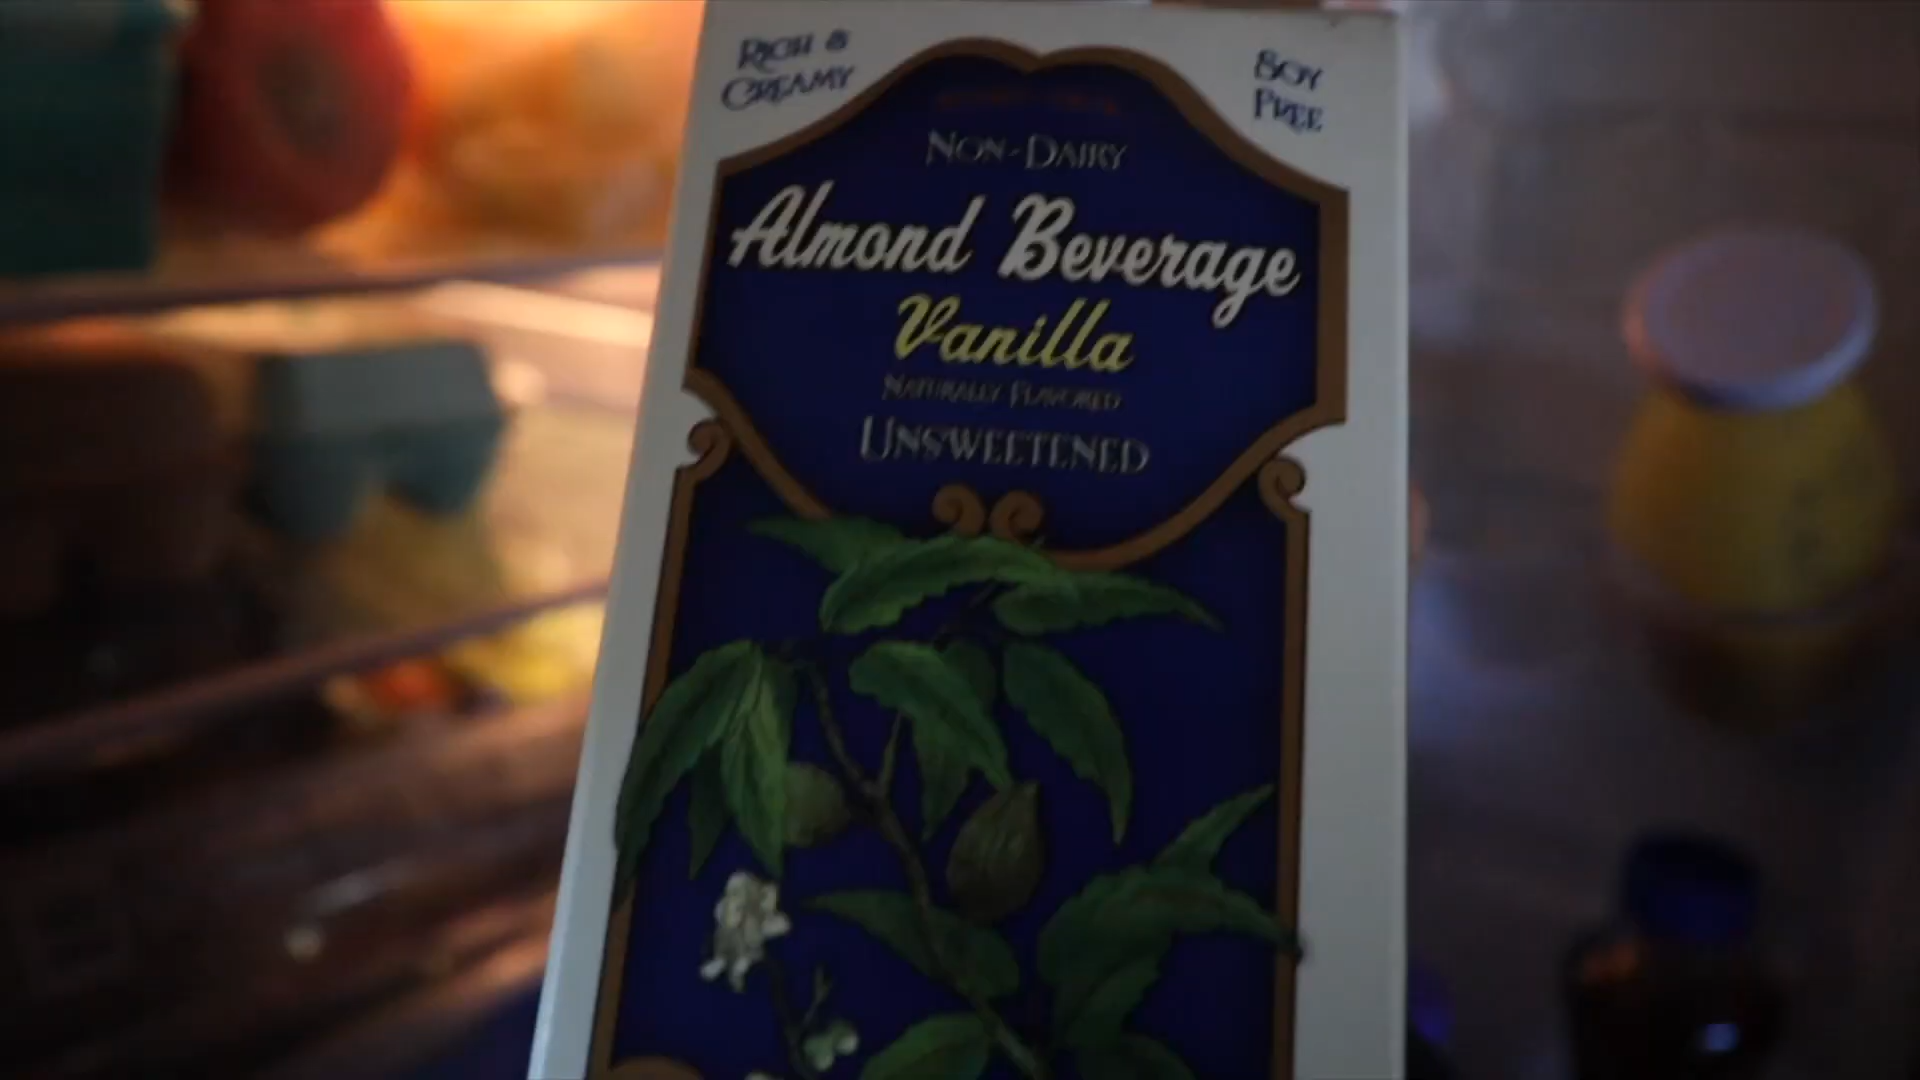 RICH &
CREAMY
SOY
FREE
NON-DAIRY
Almond Beverage
Vanilla
NATURALLY FLAVORED
UNSWEETENED